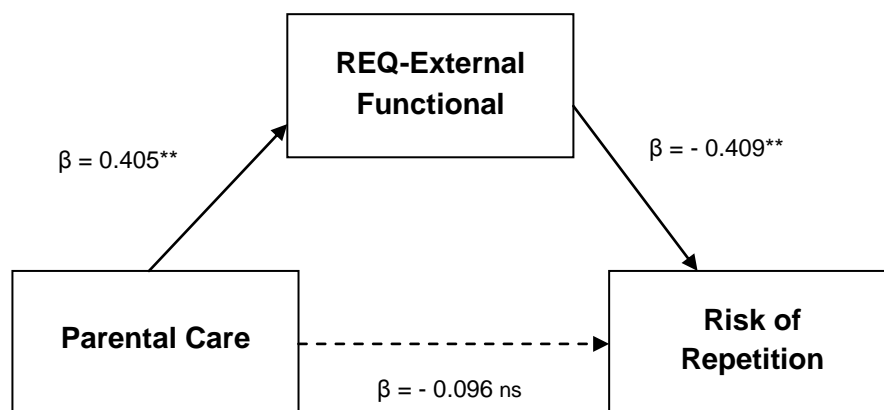 REQ-External
Functional
β = 0.405**
β = - 0.409**
Parental Care
Risk of
Repetition
β = - 0.096 ns